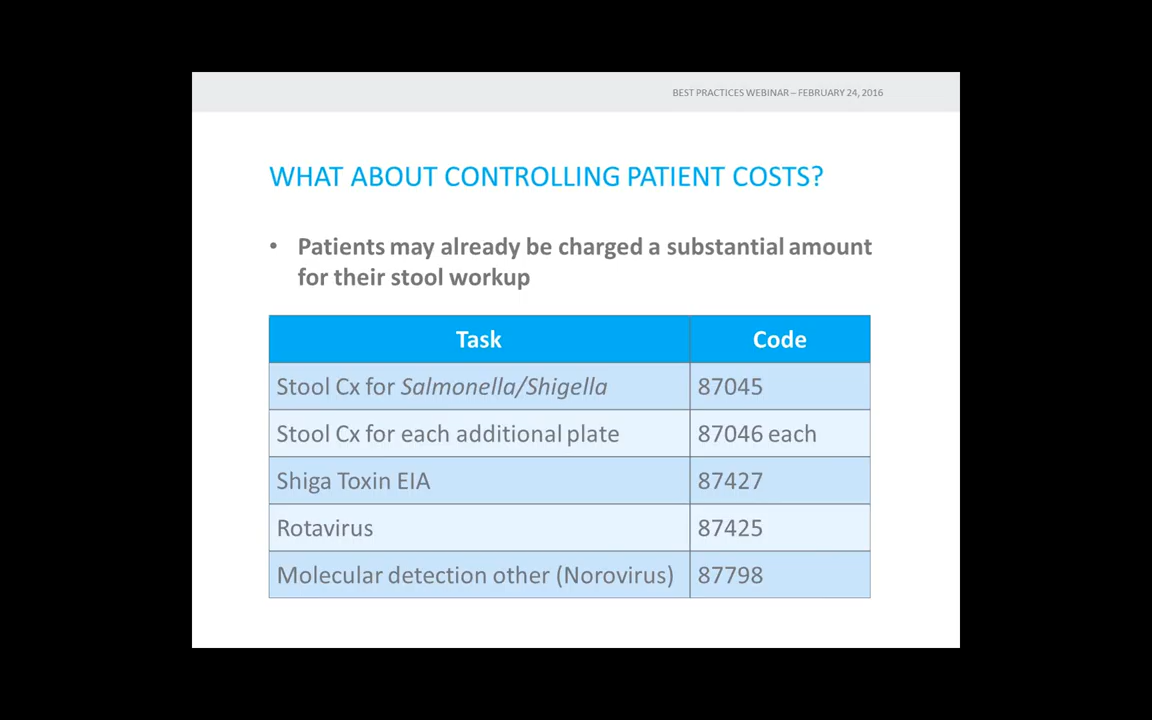 BEST PRACTICES WEBINAR – FEBRUARY 24, 2016
WHAT ABOUT CONTROLLING PATIENT COSTS?
• Patients may already be charged a substantial amount
for their stool workup
Task Code
Stool Cx for Salmonella/Shigella 87045
Stool Cx for each additional plate 87046 each
Shiga Toxin EIA 87427
Rotavirus 87425
Molecular detection other (Norovirus) 87798